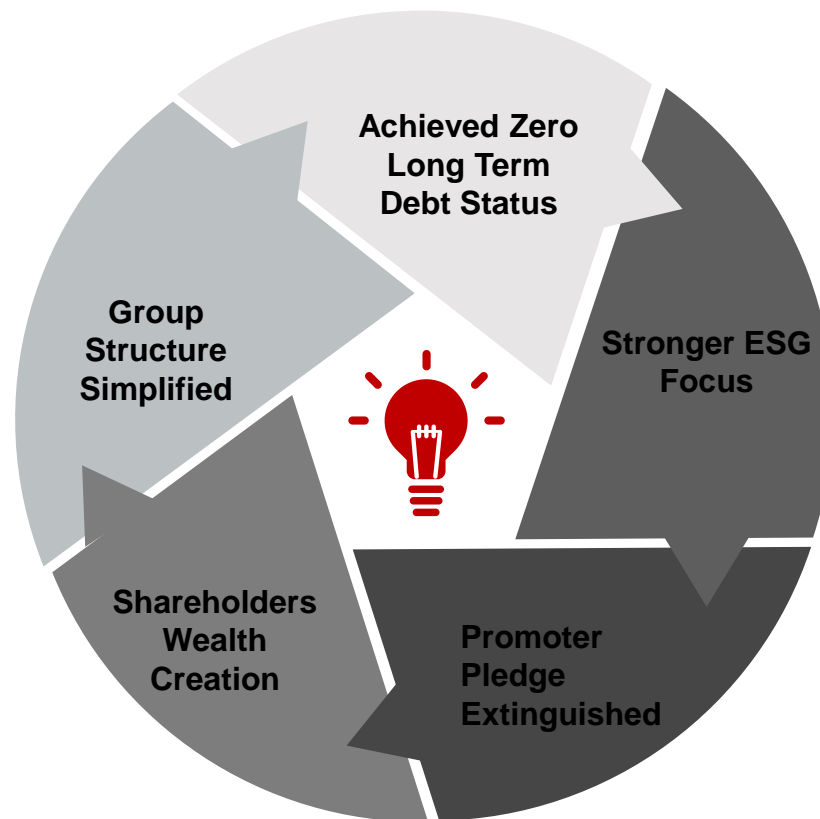 Achieved Zero
Long Term
Debt Status
Stronger ESG
Focus
Promoter
Pledge
Extinguished
Shareholders
Wealth
Creation
Group
Structure
Simplified